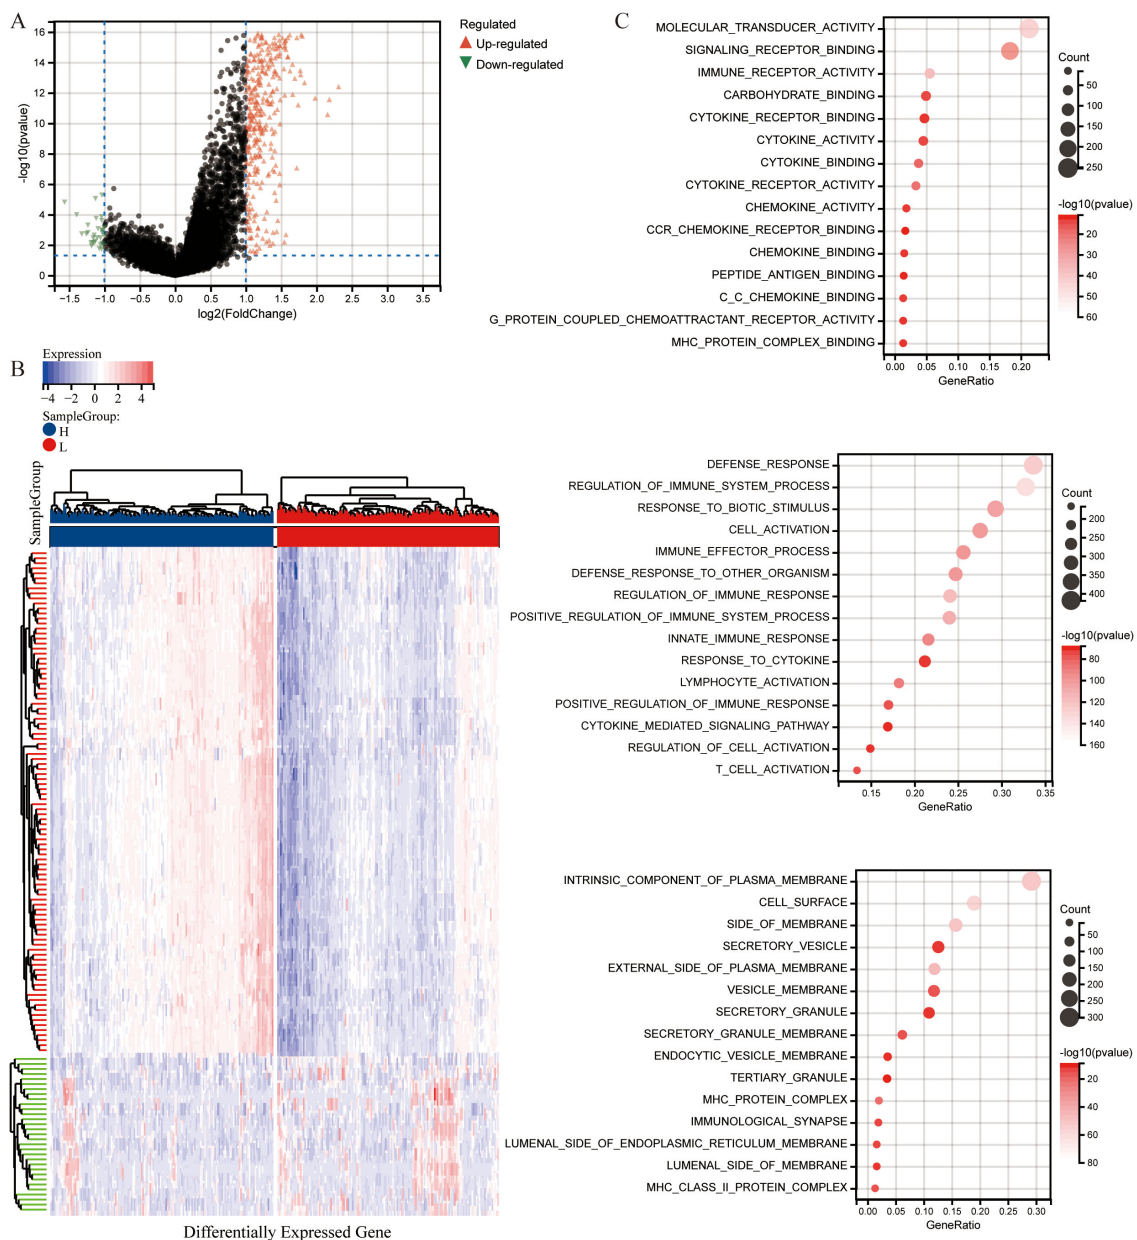 A
Regulated
Up-regulated
Down-regulated
-log10(pvalue)
16
14
12
10
8
6
4
2
0
−1.5 −1.0 −0.5 0.0 0.5 1.0 1.5 2.0 2.5 3.0 3.5
log2(FoldChange)
B
Expression
−4 −2 0 2 4
SampleGroup:
H
L
SampleGroup
Differentially Expressed Gene
C
MOLECULAR_TRANSDUCER_ACTIVITY
SIGNALING_RECEPTOR_BINDING
IMMUNE_RECEPTOR_ACTIVITY
CARBOHYDRATE_BINDING
CYTOKINE_RECEPTOR_BINDING
CYTOKINE_ACTIVITY
CYTOKINE_BINDING
CYTOKINE_RECEPTOR_ACTIVITY
CHEMOKINE_ACTIVITY
CCR_CHEMOKINE_RECEPTOR_BINDING
CHEMOKINE_BINDING
PEPTIDE_ANTIGEN_BINDING
C_C_CHEMOKINE_BINDING
G_PROTEIN_COUPLED_CHEMOATTRACTANT_RECEPTOR_ACTIVITY
MHC_PROTEIN_COMPLEX_BINDING
0.00 0.05 0.10 0.15 0.20
GeneRatio
Count
50
100
150
200
250
-log10(pvalue)
10
20
30
40
50
60
DEFENSE_RESPONSE
REGULATION_OF_IMMUNE_SYSTEM_PROCESS
RESPONSE_TO_BIOTIC_STIMULUS
CELL_ACTIVATION
IMMUNE_EFFECTOR_PROCESS
DEFENSE_RESPONSE_TO_OTHER_ORGANISM
REGULATION_OF_IMMUNE_RESPONSE
POSITIVE_REGULATION_OF_IMMUNE_SYSTEM_PROCESS
INNATE_IMMUNE_RESPONSE
RESPONSE_TO_CYTOKINE
LYMPHOCYTE_ACTIVATION
POSITIVE_REGULATION_OF_IMMUNE_RESPONSE
CYTOKINE_MEDIATED_SIGNALING_PATHWAY
REGULATION_OF_CELL_ACTIVATION
T_CELL_ACTIVATION
0.15 0.20 0.25 0.30 0.35
GeneRatio
Count
200
250
300
350
400
-log10(pvalue)
80
100
120
140
160
INTRINSIC_COMPONENT_OF_PLASMA_MEMBRANE
CELL_SURFACE
SIDE_OF_MEMBRANE
SECRETORY_VESICLE
EXTERNAL_SIDE_OF_PLASMA_MEMBRANE
VESICLE_MEMBRANE
SECRETORY_GRANULE
SECRETORY_GRANULE_MEMBRANE
ENDOCYTIC_VESICLE_MEMBRANE
TERTIARY_GRANULE
MHC_PROTEIN_COMPLEX
IMMUNOLOGICAL_SYNAPSE
LUMENAL_SIDE_OF_ENDOPLASMIC_RETICULUM_MEMBRANE
LUMENAL_SIDE_OF_MEMBRANE
MHC_CLASS_II_PROTEIN_COMPLEX
0.00 0.05 0.10 0.15 0.20 0.25 0.30
GeneRatio
Count
50
100
150
200
250
300
-log10(pvalue)
20
40
60
80